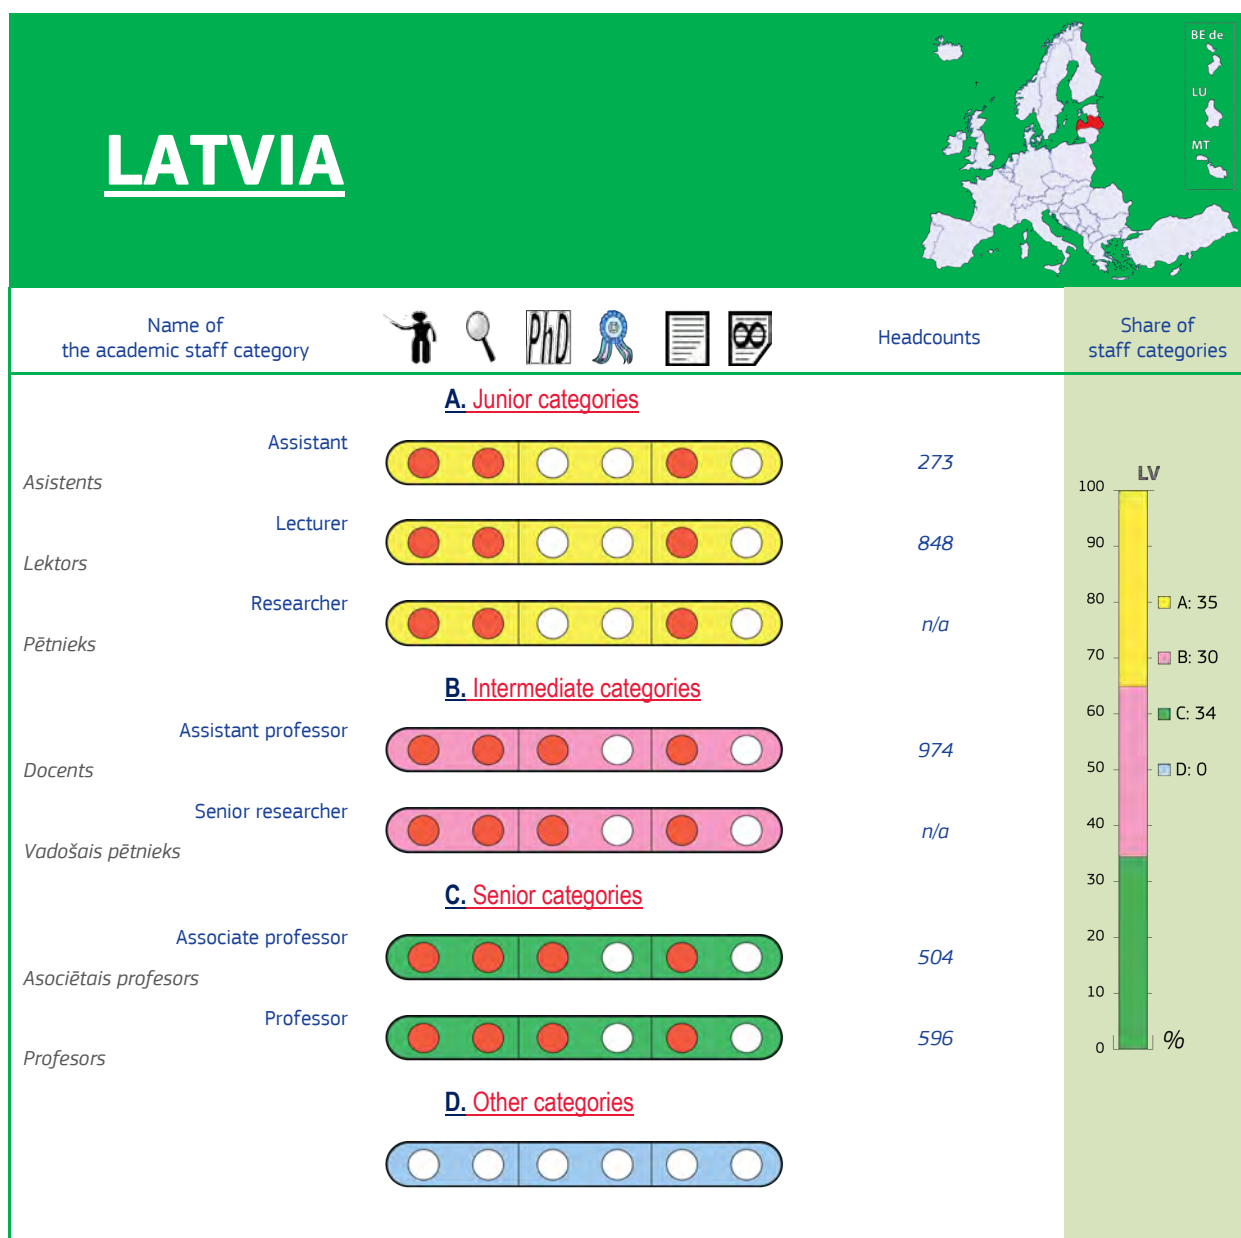 BE de
LU
MT
LATVIA
Name of
the academic staff category
PhD
∞
Headcounts
Share of
staff categories
A. Junior categories
Assistant
Asistents
273
Lecturer
Lektors
848
Researcher
Pētnieks
n/a
B. Intermediate categories
Assistant professor
Docents
974
Senior researcher
Vadošais pētnieks
n/a
C. Senior categories
Associate professor
Asociētais profesors
504
Professor
Profesors
596
D. Other categories
LV
100
90
80
70
60
50
40
30
20
10
0
%
A: 35
B: 30
C: 34
D: 0